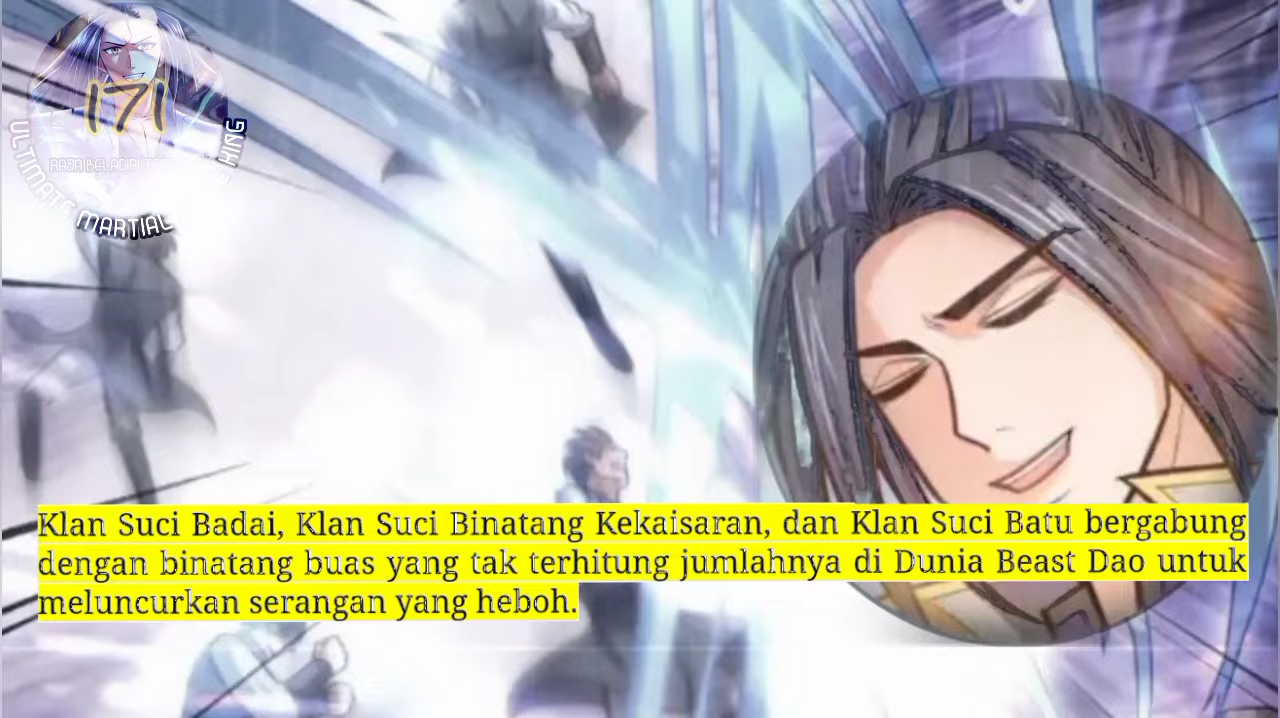 171
ULTIMATE MARTIAL KING
Klan Suci Badai, Klan Suci Binatang Kekaisaran, dan Klan Suci Batu bergabung
dengan binatang buas yang tak terhitung jumlahnya di Dunia Beast Dao untuk
meluncurkan serangan yang heboh.